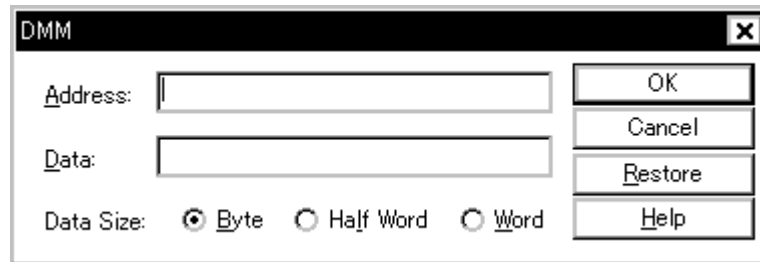 DMM
Address:
OK
Cancel
Data:
Restore
Data Size: Byte Half Word Word
Help